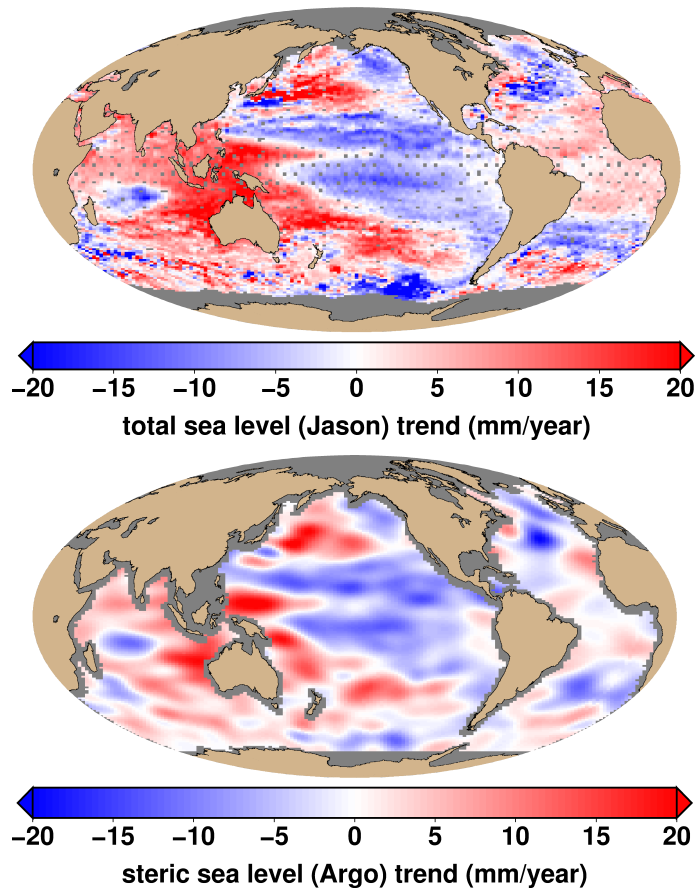 −20 −15 −10 −5 0 5 10 15 20
total sea level (Jason) trend (mm/year)
−20 −15 −10 −5 0 5 10 15 20
steric sea level (Argo) trend (mm/year)